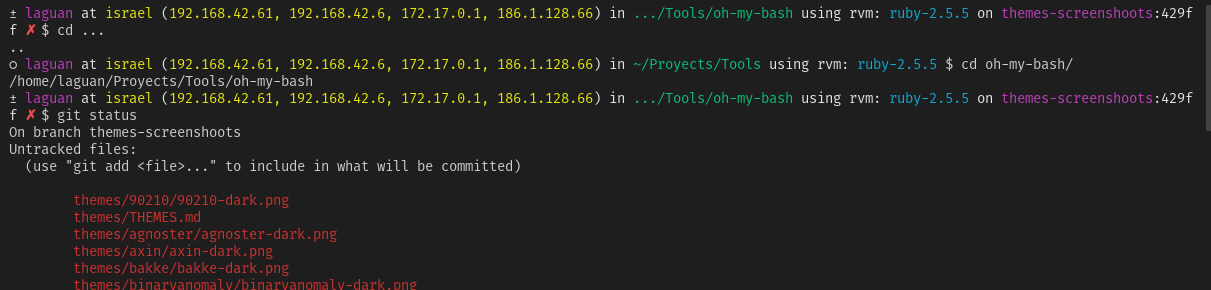 ± laguan at israel (192.168.42.61, 192.168.42.6, 172.17.0.1, 186.1.128.66) in .../Tools/oh-my-bash using rvm: ruby-2.5.5 on themes-screenshoots:429f
f ✗ $ cd ...
..
○ laguan at israel (192.168.42.61, 192.168.42.6, 172.17.0.1, 186.1.128.66) in ~/Proyects/Tools using rvm: ruby-2.5.5 $ cd oh-my-bash/
/home/laguan/Proyects/Tools/oh-my-bash
± laguan at israel (192.168.42.61, 192.168.42.6, 172.17.0.1, 186.1.128.66) in .../Tools/oh-my-bash using rvm: ruby-2.5.5 on themes-screenshoots:429f
f ✗ $ git status
On branch themes-screenshoots
Untracked files:
  (use "git add <file>..." to include in what will be committed)
        themes/90210/90210-dark.png
        themes/THEMES.md
        themes/agnoster/agnoster-dark.png
        themes/axin/axin-dark.png
        themes/bakke/bakke-dark.png
        themes/binaryanomaly/binaryanomaly-dark.png